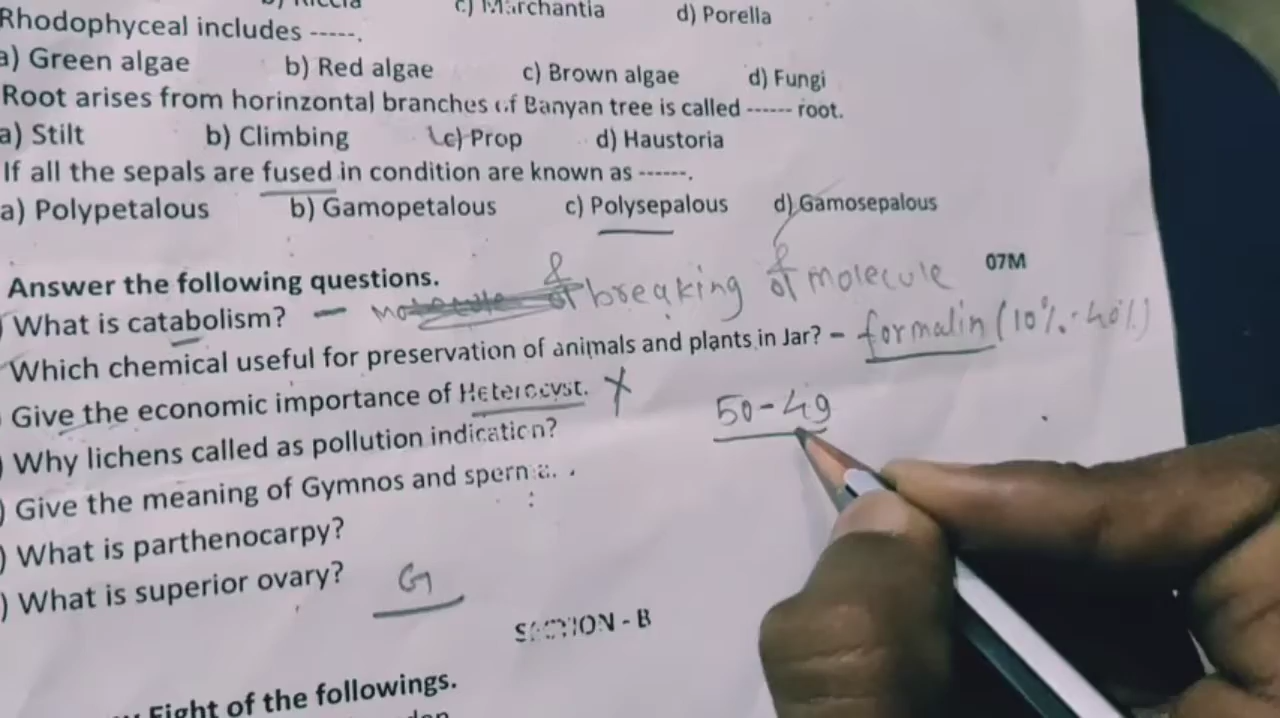 c) Marchantia d) Porella
Rhodophyceal includes -----.
a) Green algae b) Red algae c) Brown algae d) Fungi
Root arises from horinzontal branches of Banyan tree is called ------ root.
a) Stilt b) Climbing c) Prop d) Haustoria
If all the sepals are fused in condition are known as ------.
a) Polypetalous b) Gamopetalous c) Polysepalous d) Gamosepalous
Answer the following questions. 07M
) What is catabolism? – breaking of molecule
Which chemical useful for preservation of animals and plants in Jar? – formalin (10%-40%)
Give the economic importance of Heterocyst. X
) Why lichens called as pollution indication? 50-49
) Give the meaning of Gymnos and sperma.
) What is parthenocarpy?
) What is superior ovary? G
SECTION - B
Eight of the followings.